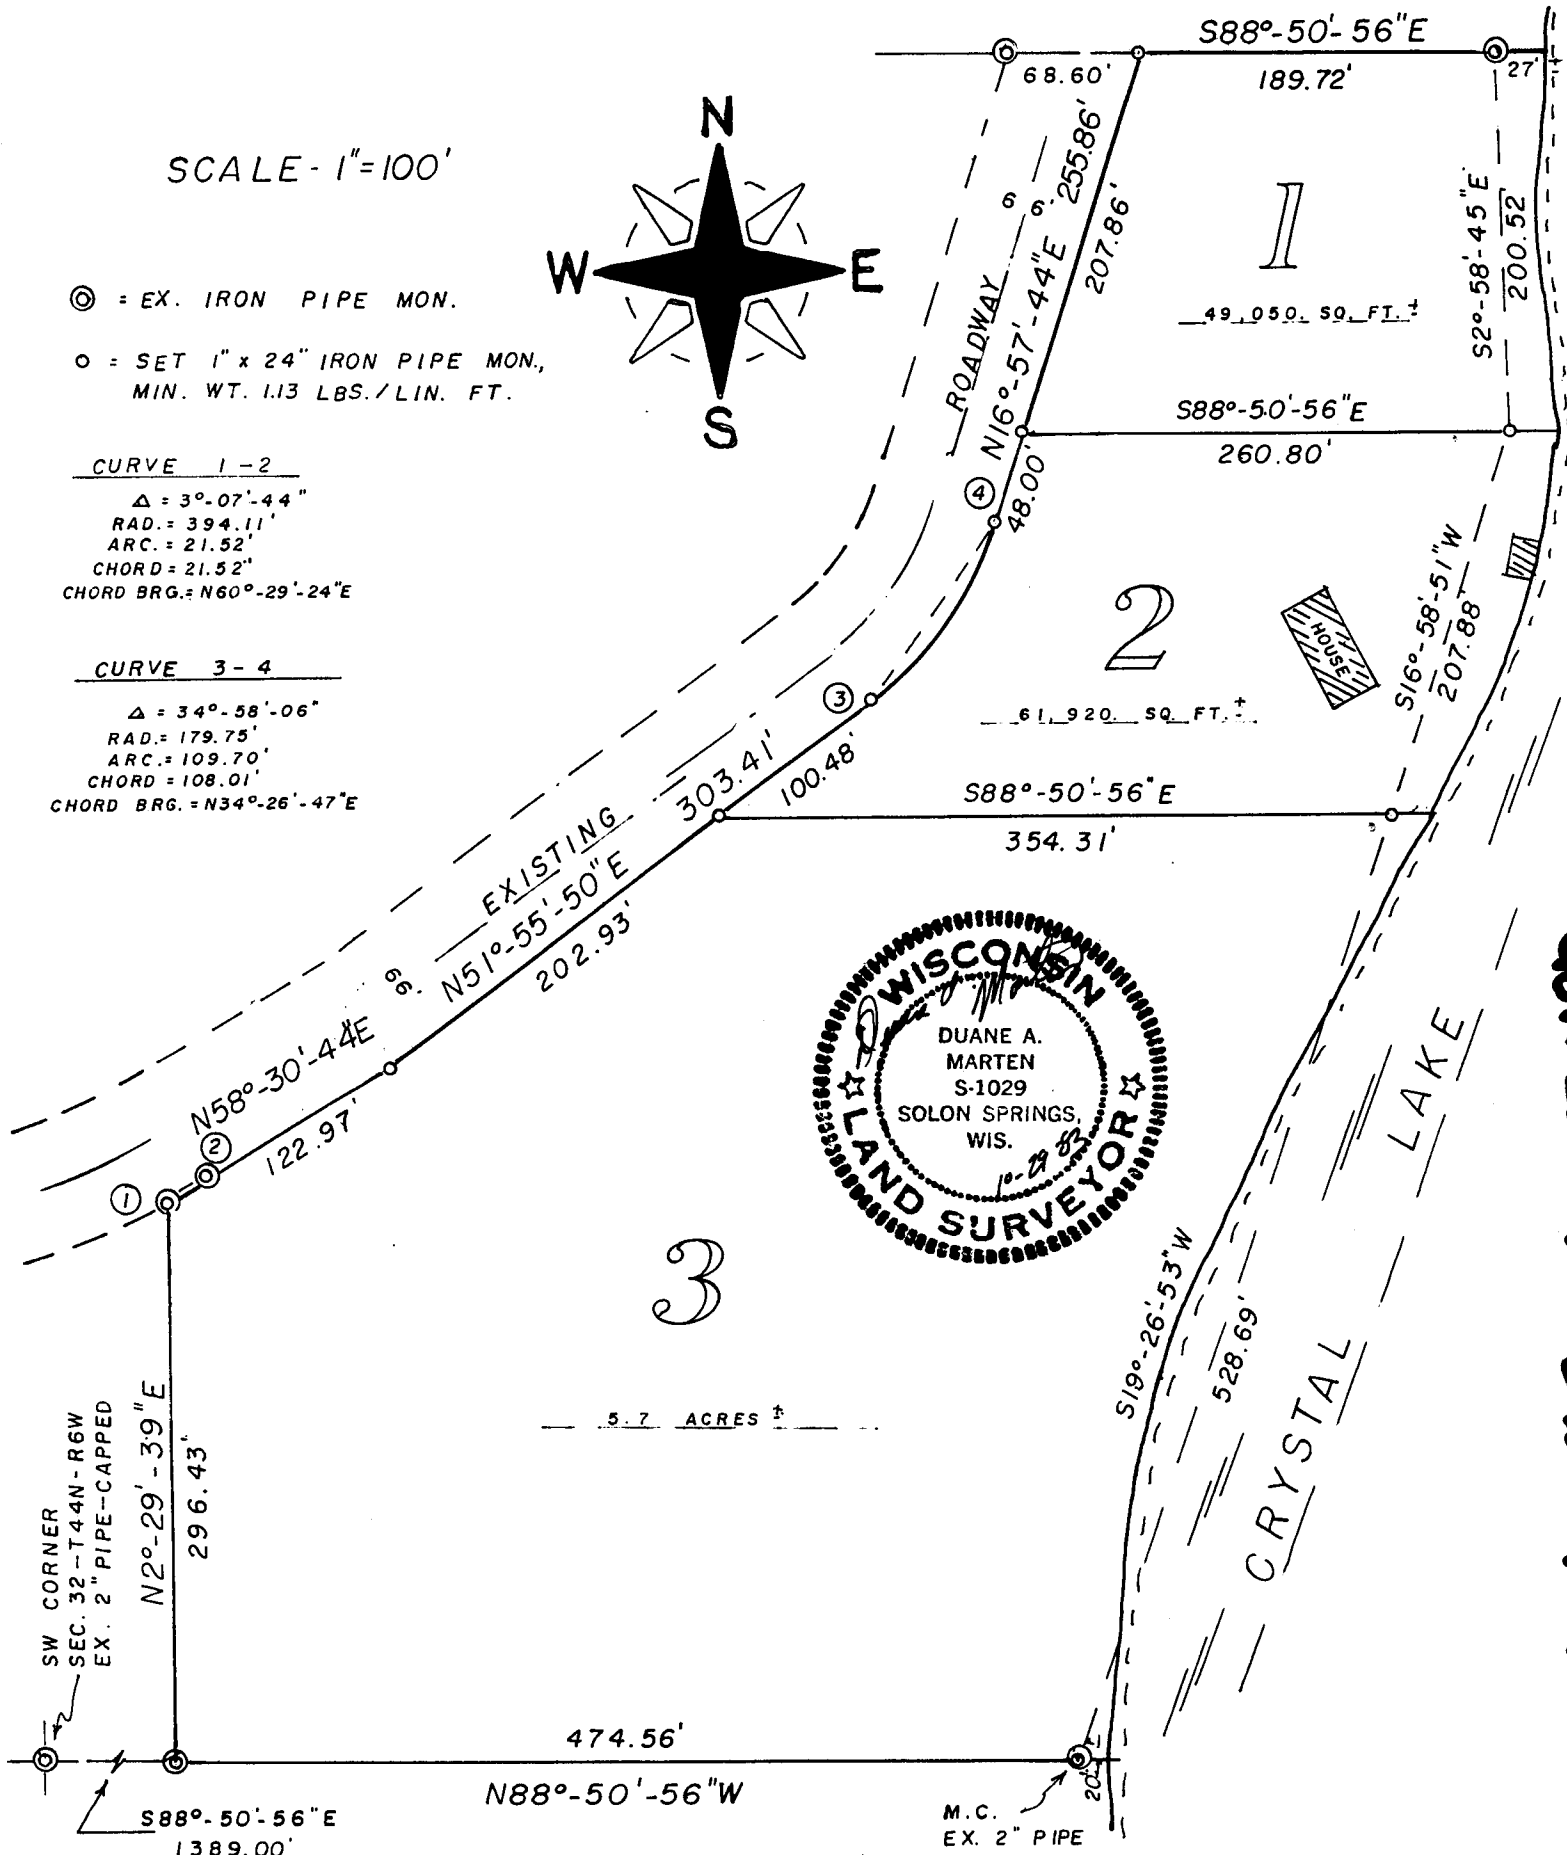 S88°-50'-56"E
68.60'
189.72'
27'±
SCALE - 1"=100'
N
W
E
S
= EX. IRON PIPE MON.
= SET 1" x 24" IRON PIPE MON.,
MIN. WT. 1.13 LBS./LIN. FT.
CURVE 1-2
Δ = 3°-07'-44"
RAD. = 394.11'
ARC. = 21.52'
CHORD = 21.52'
CHORD BRG. = N60°-29'-24"E
CURVE 3-4
Δ = 34°-58'-06"
RAD. = 179.75'
ARC. = 109.70'
CHORD = 108.01'
CHORD BRG. = N34°-26'-47"E
66'
255.86'
207.86'
N16°-57'-44"E
ROADWAY
1
49,050. SQ. FT. ±
S2°-58'-45"E
200.52'
S88°-50'-56"E
260.80'
4
48.00'
2
61,920. SQ. FT. ±
HOUSE
S16°-58'-51"W
207.88'
3
303.41'
100.48'
S88°-50'-56"E
354.31'
EXISTING
66'
N51°-55'-50"E
202.93'
N58°-30'-44"E
122.97'
2
1
WISCONSIN
DUANE A.
MARTEN
S-1029
SOLON SPRINGS,
WIS.
10-29-83
LAND SURVEYOR
3
5.7 ACRES ±
S19°-26'-53"W
528.69'
CRYSTAL LAKE
N2°-29'-39"E
296.43'
SW CORNER
SEC. 32-T44N-R6W
EX. 2" PIPE-CAPPED
474.56'
N88°-50'-56"W
S88°-50'-56"E
1389.00'
M.C.
EX. 2" PIPE
20'±